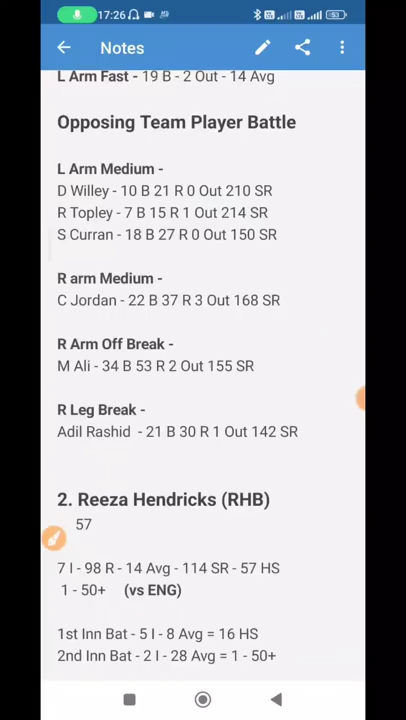 17:26
53
Notes
L Arm Fast - 19 B - 2 Out - 14 Avg
Opposing Team Player Battle
L Arm Medium -
D Willey - 10 B 21 R 0 Out 210 SR
R Topley - 7 B 15 R 1 Out 214 SR
S Curran - 18 B 27 R 0 Out 150 SR
R arm Medium -
C Jordan - 22 B 37 R 3 Out 168 SR
R Arm Off Break -
M Ali - 34 B 53 R 2 Out 155 SR
R Leg Break -
Adil Rashid - 21 B 30 R 1 Out 142 SR
2. Reeza Hendricks (RHB)
57
7 I - 98 R - 14 Avg - 114 SR - 57 HS
1 - 50+ (vs ENG)
1st Inn Bat - 5 I - 8 Avg = 16 HS
2nd Inn Bat - 2 I - 28 Avg = 1 - 50+